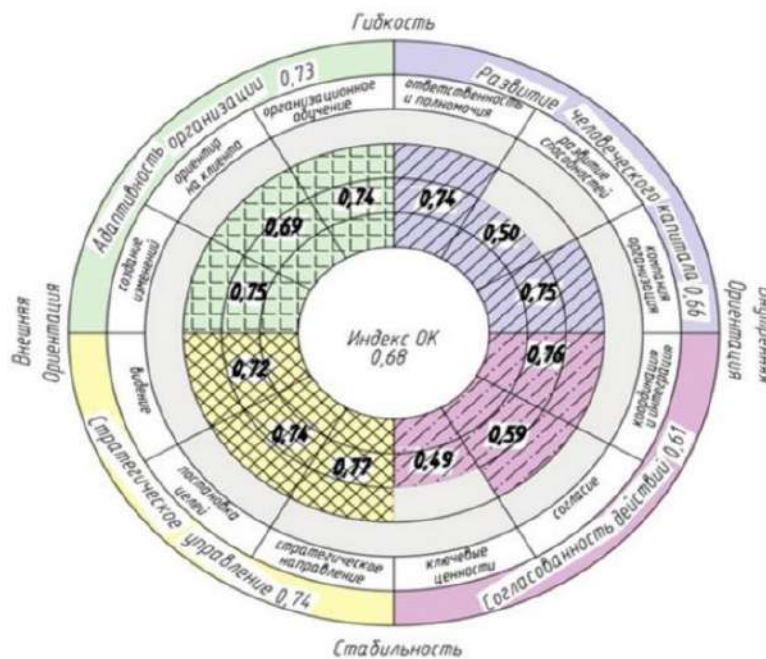 Гибкость
Адаптивность организации 0,73
Развитие человеческого капитала 0,66
организационное
обучение
ответственность
и полномочия
ориентир
на клиента
развитие
способностей
создание
изменений
компания
организация
0,74
0,74
0,69
0,50
0,75
0,75
Внешняя
Ориентация
Ориентация
Индекс ОК
0,68
0,72
0,76
0,74
0,59
0,77
0,49
видение
координация
и интеграция
постановка
целей
согласие
стратегическое
направление
ключевые
ценности
Стратегическое управление 0,74
Согласованность действий 0,61
Стабильность